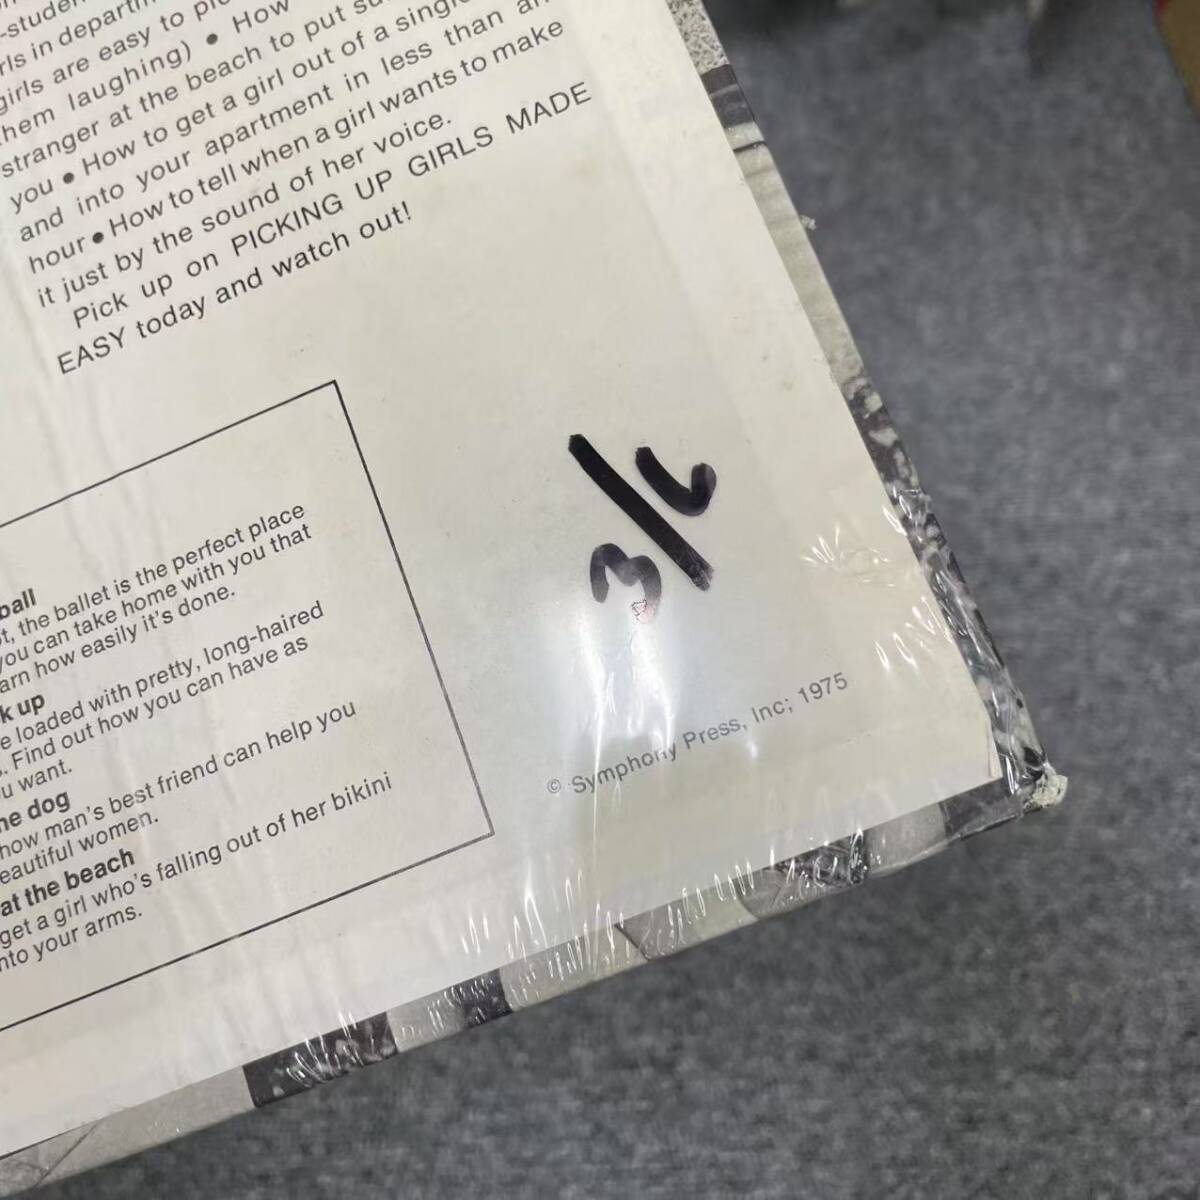 rls in departm
girls are easy to
them laughing) • How
stranger at the beach to put
you • How to get a girl out of a singl
and into your apartment in less than an
hour • How to tell when a girl wants to make
it just by the sound of her voice.
Pick up on PICKING UP GIRLS MADE
EASY today and watch out!
ball
t, the ballet is the perfect place
you can take home with you that
arn how easily it's done.
k up
e loaded with pretty, long-haired
. Find out how you can have as
u want.
he dog
how man's best friend can help you
eautiful women.
at the beach
get a girl who's falling out of her bikini
nto your arms.
© Symphony Press, Inc; 1975